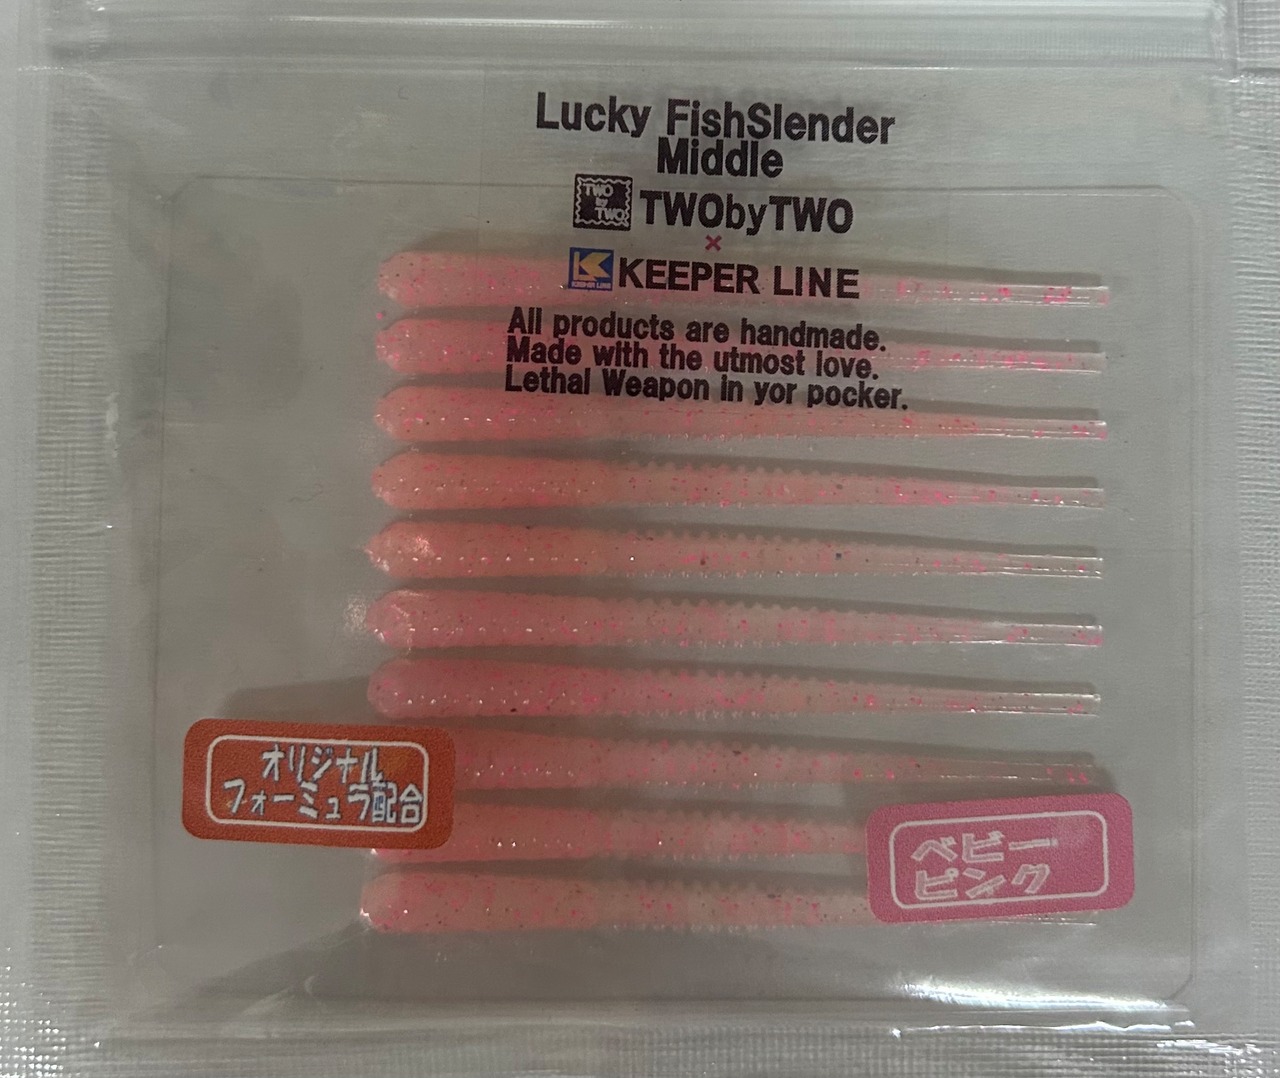 Lucky FishSlender
Middle
TWO
by
TWO
TWObyTWO
×
KEEPER LINE
KEEPER LINE
All products are handmade.
Made with the utmost love.
Lethal Weapon in yor pocker.
オリジナル
フォーミュラ配合
ベビー
ピンク